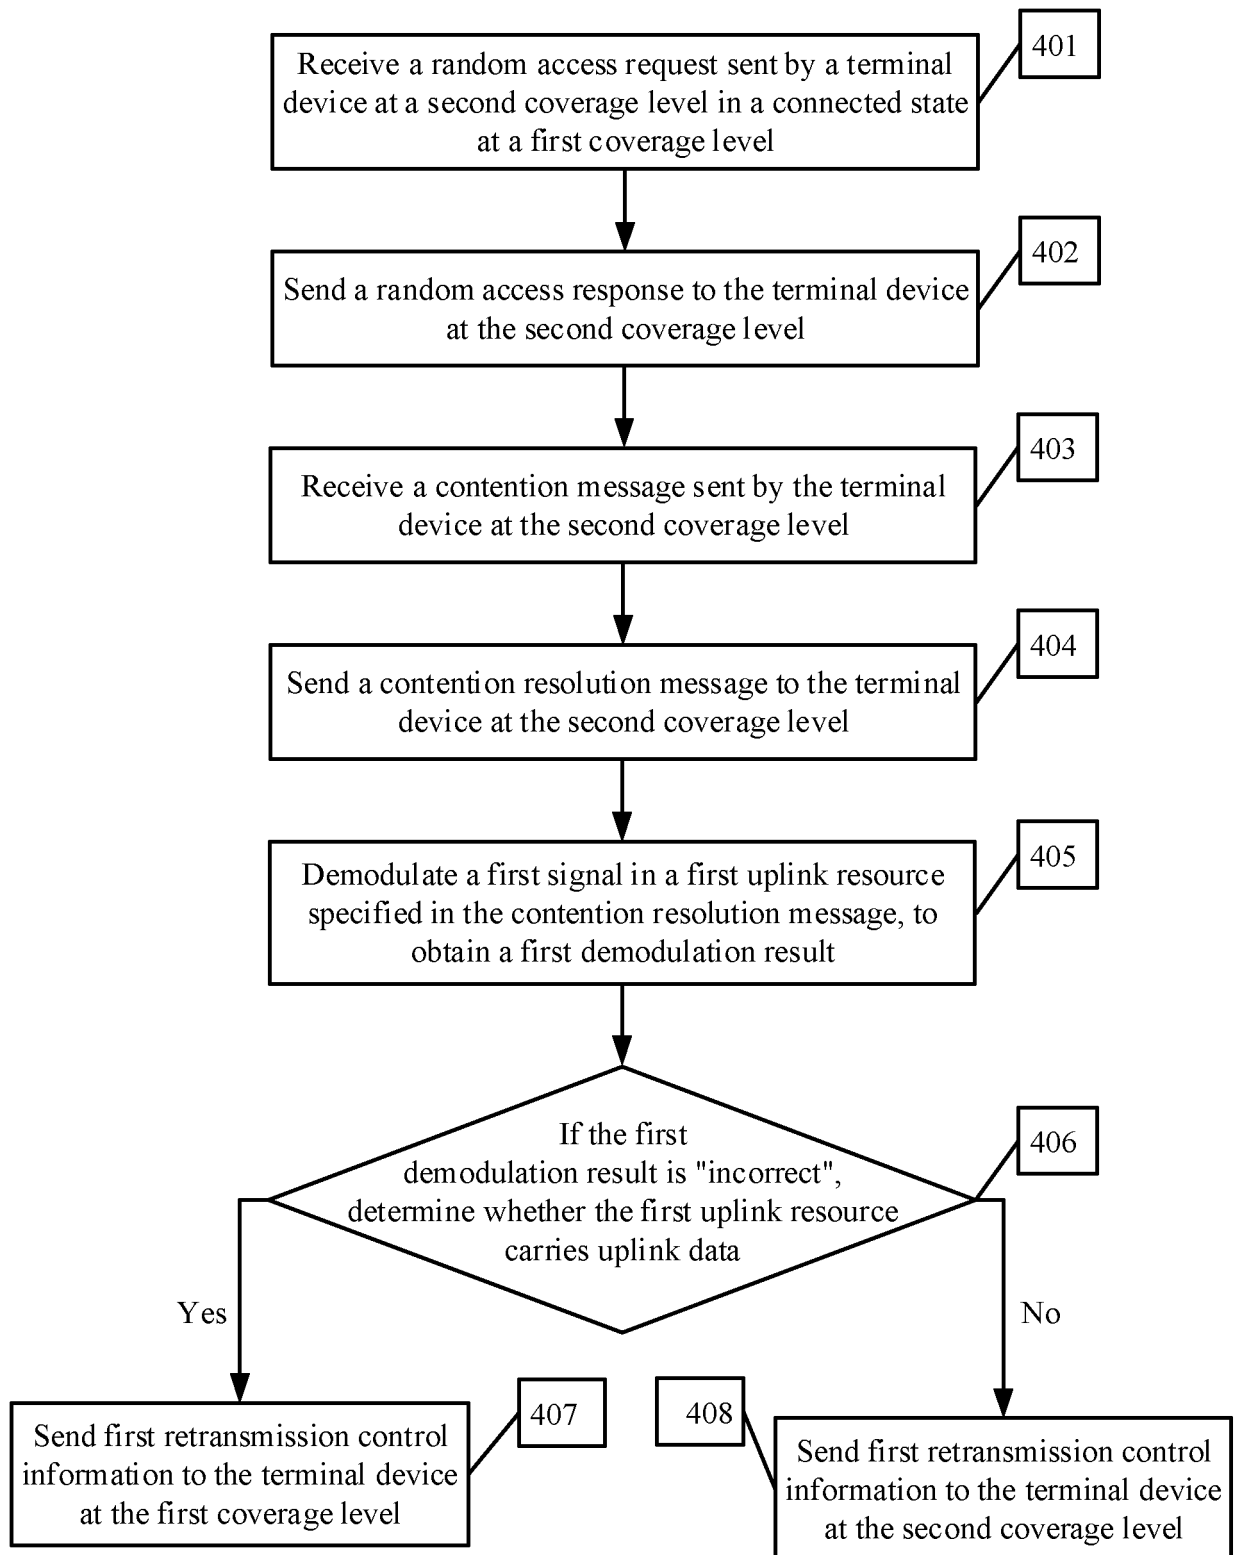 401
Receive a random access request sent by a terminal
device at a second coverage level in a connected state
at a first coverage level
402
Send a random access response to the terminal device
at the second coverage level
403
Receive a contention message sent by the terminal
device at the second coverage level
404
Send a contention resolution message to the terminal
device at the second coverage level
405
Demodulate a first signal in a first uplink resource
specified in the contention resolution message, to
obtain a first demodulation result
406
If the first
demodulation result is "incorrect",
determine whether the first uplink resource
carries uplink data
Yes
No
407
Send first retransmission control
information to the terminal device
at the first coverage level
408
Send first retransmission control
information to the terminal device
at the second coverage level